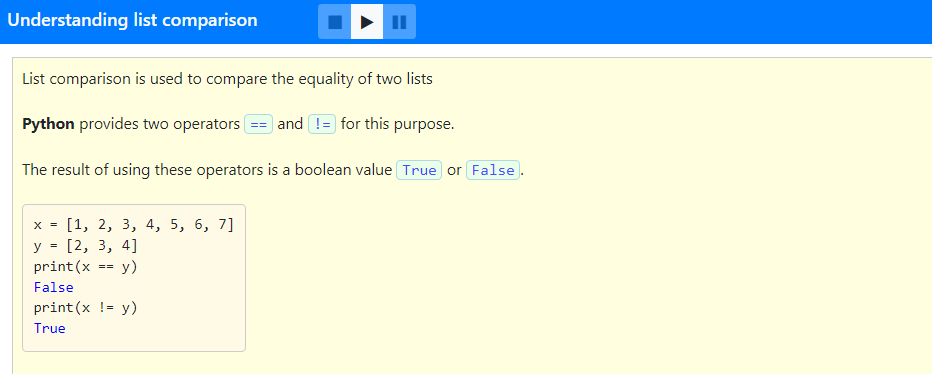 Understanding list comparison
List comparison is used to compare the equality of two lists
Python provides two operators == and != for this purpose.
The result of using these operators is a boolean value True or False.
x = [1, 2, 3, 4, 5, 6, 7]
y = [2, 3, 4]
print(x == y)
False
print(x != y)
True